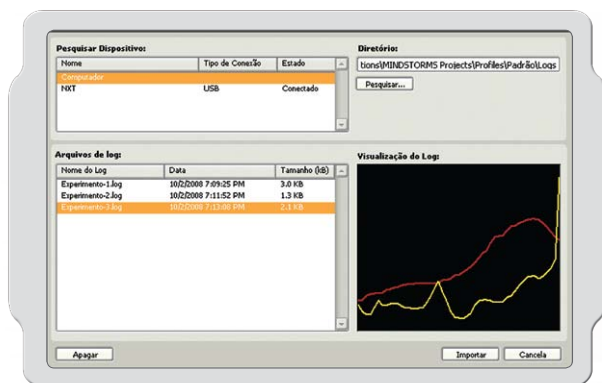 Pesquisar Dispositivo:
Nome Tipo de Conexão Estado
Computador
NXT USB Conectado
Diretório:
tions\MINDSTORMS Projects\Profiles\Padrão\Logs
Pesquisar...
Arquivos de log:
Nome do Log Data Tamanho (kB)
Experimento-1.log 10/2/2008 7:09:25 PM 3.0 KB
Experimento-2.log 10/2/2008 7:11:52 PM 1.3 KB
Experimento-3.log 10/2/2008 7:13:00 PM 2.1 KB
Visualização do Log:
Apagar
Importar Cancela